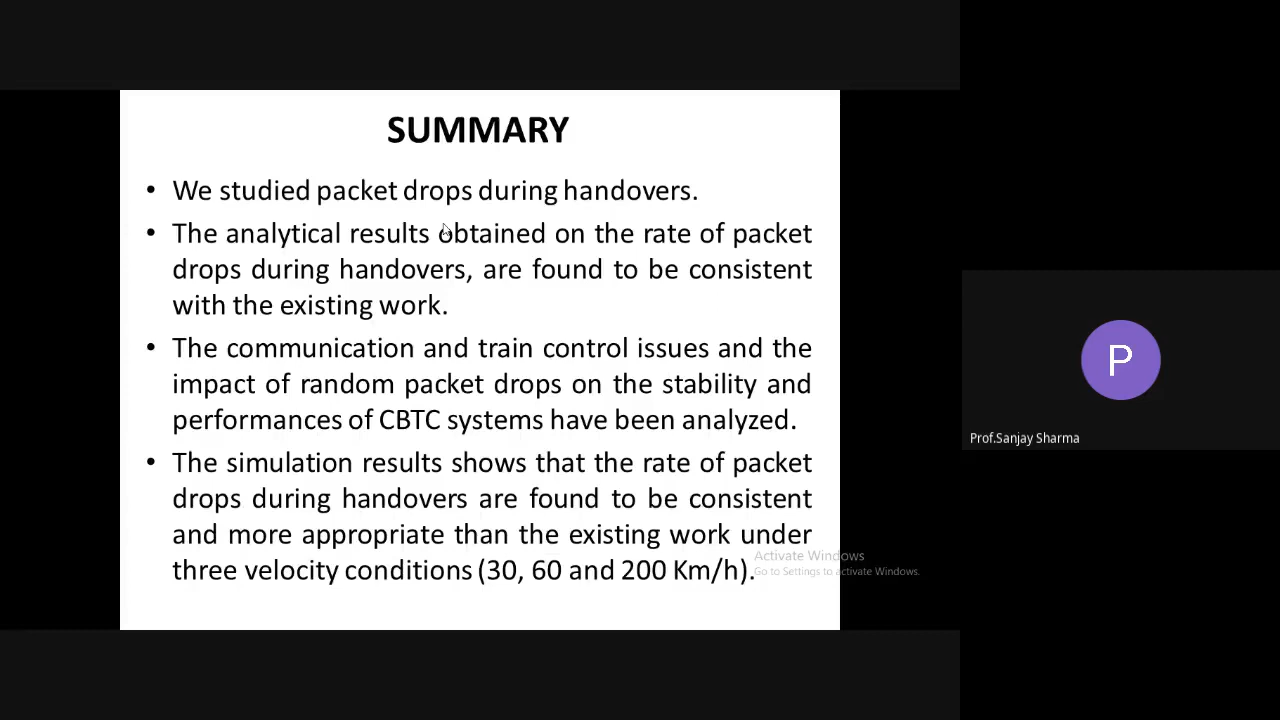 SUMMARY
• We studied packet drops during handovers.
• The analytical results obtained on the rate of packet
drops during handovers, are found to be consistent
with the existing work.
• The communication and train control issues and the
impact of random packet drops on the stability and
performances of CBTC systems have been analyzed.
• The simulation results shows that the rate of packet
drops during handovers are found to be consistent
and more appropriate than the existing work under
three velocity conditions (30, 60 and 200 Km/h).
Activate Windows
Go to Settings to activate Windows.
P
Prof.Sanjay Sharma